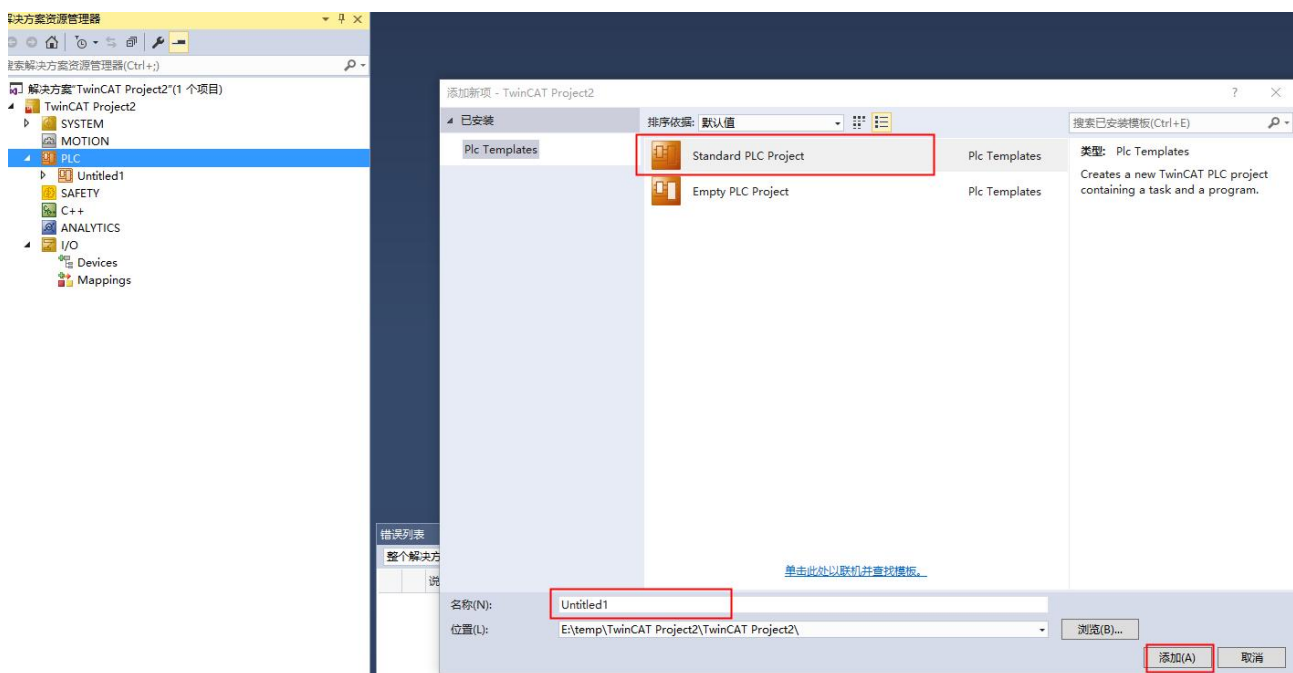 解决方案资源管理器
搜索解决方案资源管理器(Ctrl+;)
解决方案"TwinCAT Project2"(1 个项目)
TwinCAT Project2
SYSTEM
MOTION
PLC
Untitled1
SAFETY
C++
ANALYTICS
I/O
Devices
Mappings
添加新项 - TwinCAT Project2
? ×
已安装
排序依据: 默认值
搜索已安装模板(Ctrl+E)
Plc Templates
Standard PLC Project
Plc Templates
类型: Plc Templates
Creates a new TwinCAT PLC project
containing a task and a program.
Empty PLC Project
Plc Templates
单击此处以联机并查找模板。
错误列表
整个解决方
说
名称(N):
Untitled1
位置(L):
E:\temp\TwinCAT Project2\TwinCAT Project2\
浏览(B)...
添加(A)
取消